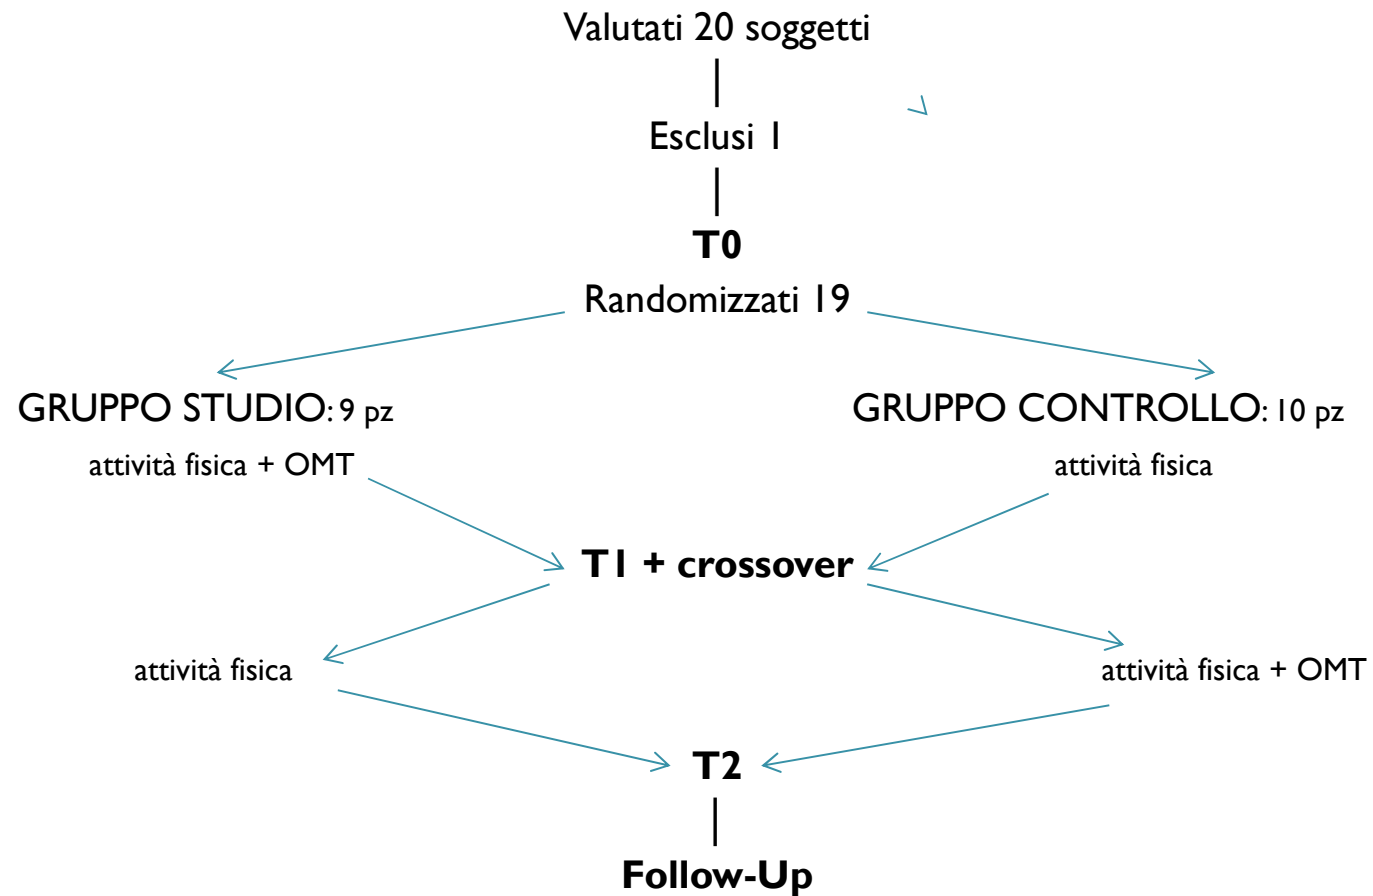 Valutati 20 soggetti
Esclusi 1
T0
Randomizzati 19
GRUPPO STUDIO: 9 pz
GRUPPO CONTROLLO: 10 pz
attività fisica + OMT
attività fisica
T1 + crossover
attività fisica
attività fisica + OMT
T2
Follow-Up